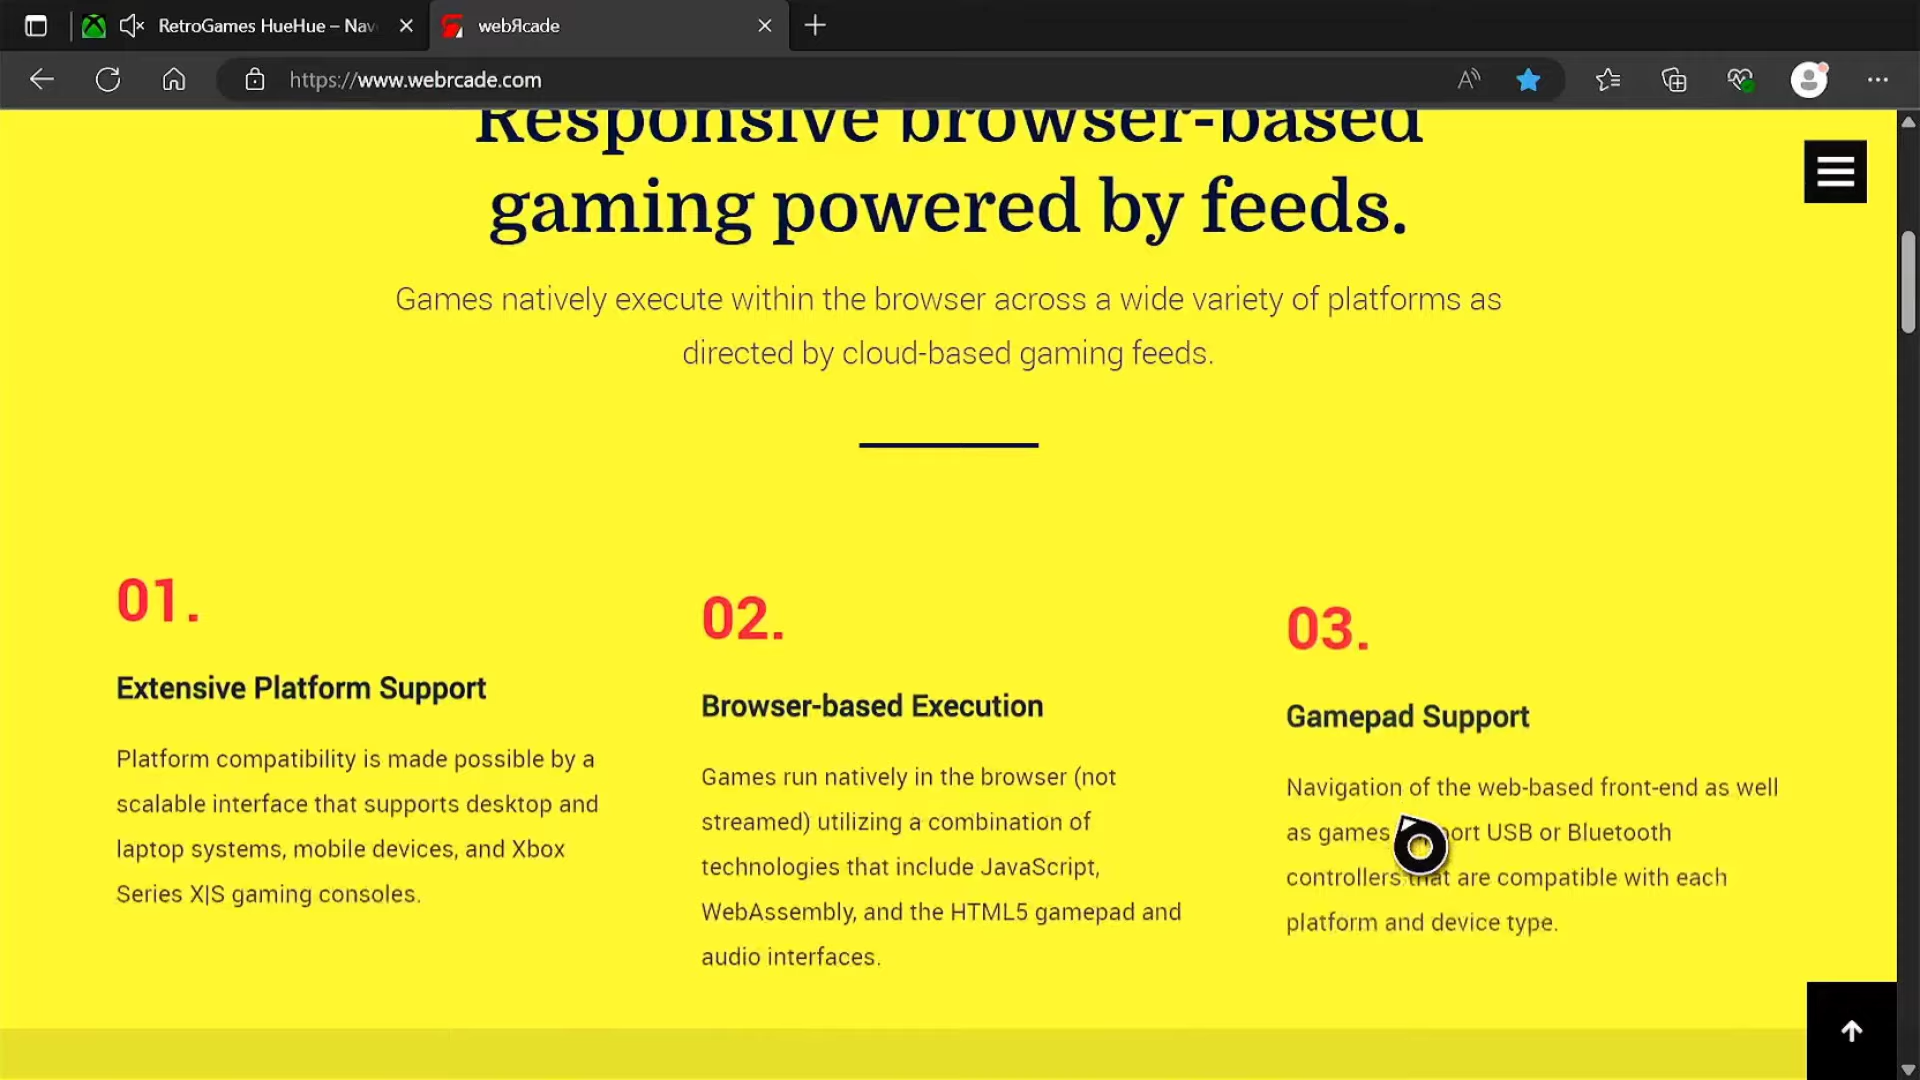 RetroGames HueHue – Nav
webЯcade
https://www.webrcade.com
Responsive browser-based
gaming powered by feeds.
Games natively execute within the browser across a wide variety of platforms as
directed by cloud-based gaming feeds.
01.
Extensive Platform Support
Platform compatibility is made possible by a
scalable interface that supports desktop and
laptop systems, mobile devices, and Xbox
Series X|S gaming consoles.
02.
Browser-based Execution
Games run natively in the browser (not
streamed) utilizing a combination of
technologies that include JavaScript,
WebAssembly, and the HTML5 gamepad and
audio interfaces.
03.
Gamepad Support
Navigation of the web-based front-end as well
as games ort USB or Bluetooth
controllers that are compatible with each
platform and device type.